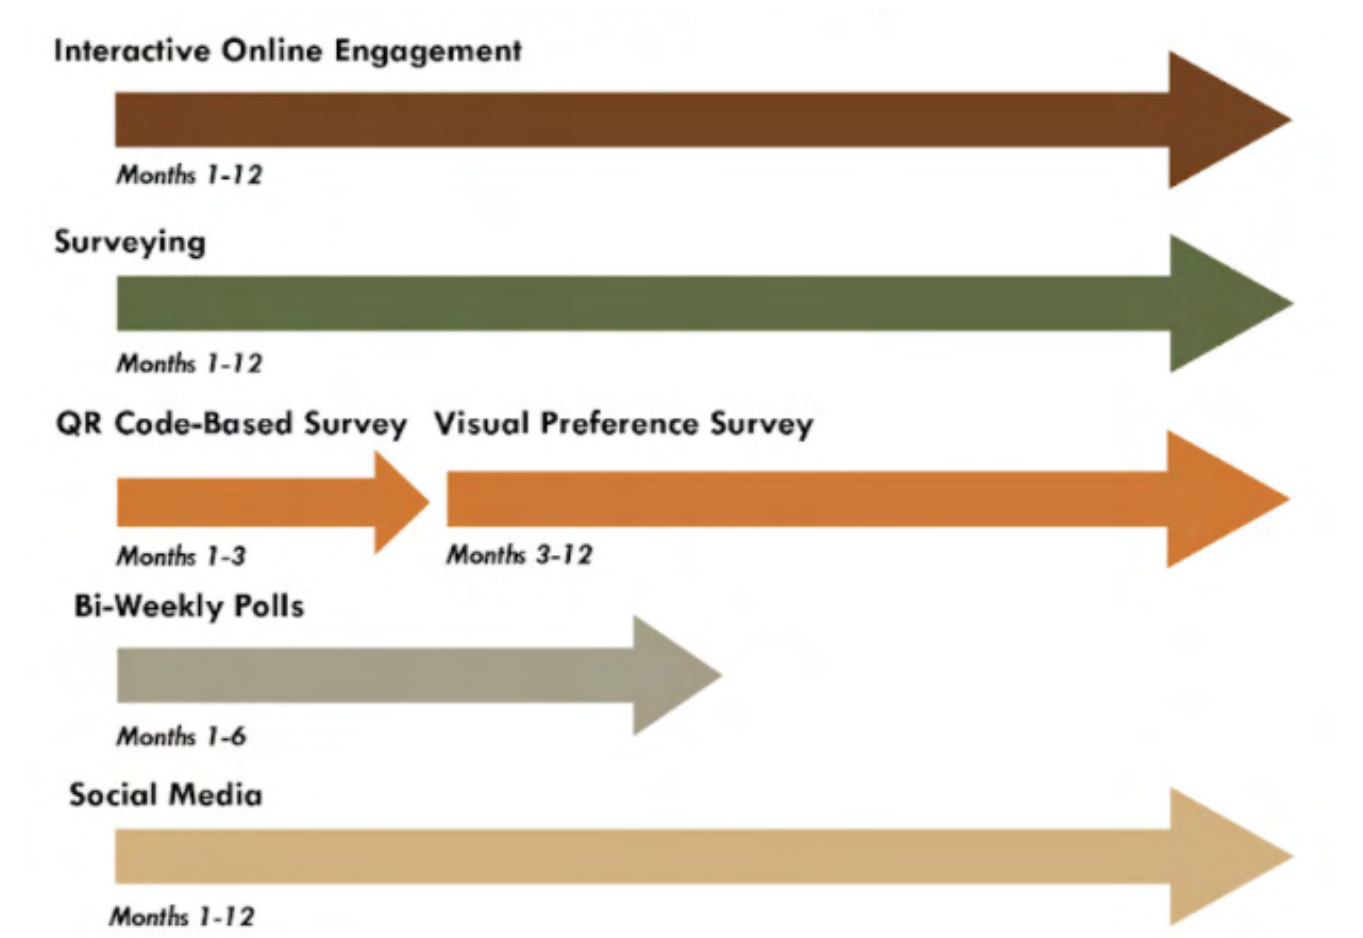 Interactive Online Engagement
Months 1-12
Surveying
Months 1-12
QR Code-Based Survey
Visual Preference Survey
Months 1-3
Months 3-12
Bi-Weekly Polls
Months 1-6
Social Media
Months 1-12